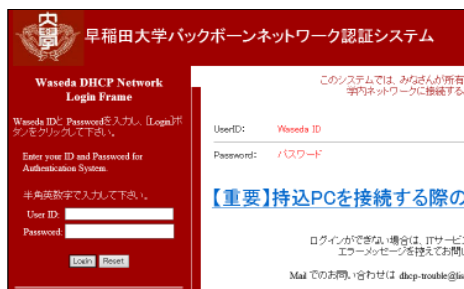 早稲田大学バックボーンネットワーク認証システム
Waseda DHCP Network
Login Frame
Waseda IDと Passwordを入力し、[Login]ボ
タンをクリックして下さい。
Enter your ID and Password for
Authentication System.
半角英数字で入力して下さい。
User ID:
Password:
Login Reset
このシステムでは、みなさんが所有
学内ネットワークに接続する
UserID: Waseda ID
Password: パスワード
【重要】持込PCを接続する際の
ログインができない場合は、ITサービ
エラーメッセージを控えてお問い
Mail でのお問い合わせは dhcp-trouble@